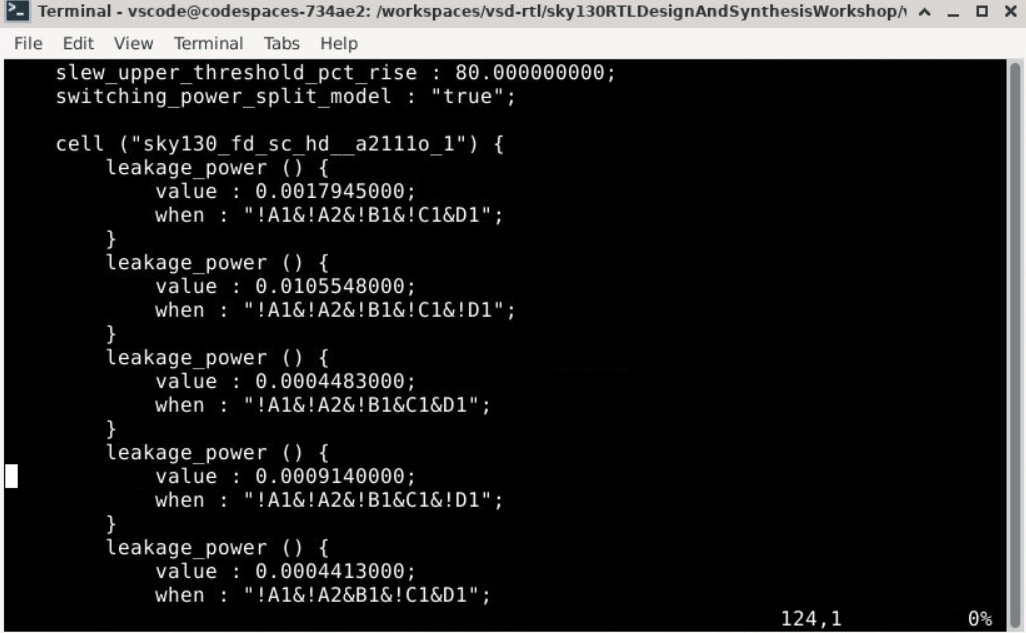 Terminal - vscode@codespaces-734ae2: /workspaces/vsd-rtl/sky130RTLDesignAndSynthesisWorkshop/
File Edit View Terminal Tabs Help
slew_upper_threshold_pct_rise : 80.000000000;
switching_power_split_model : "true";
cell ("sky130_fd_sc_hd__a2111o_1") {
leakage_power () {
value : 0.0017945000;
when : "!A1&!A2&!B1&!C1&D1";
}
leakage_power () {
value : 0.0105548000;
when : "!A1&!A2&!B1&!C1&!D1";
}
leakage_power () {
value : 0.0004483000;
when : "!A1&!A2&!B1&C1&D1";
}
leakage_power () {
value : 0.0009140000;
when : "!A1&!A2&!B1&C1&!D1";
}
leakage_power () {
value : 0.0004413000;
when : "!A1&!A2&B1&!C1&D1";
124,1 0%